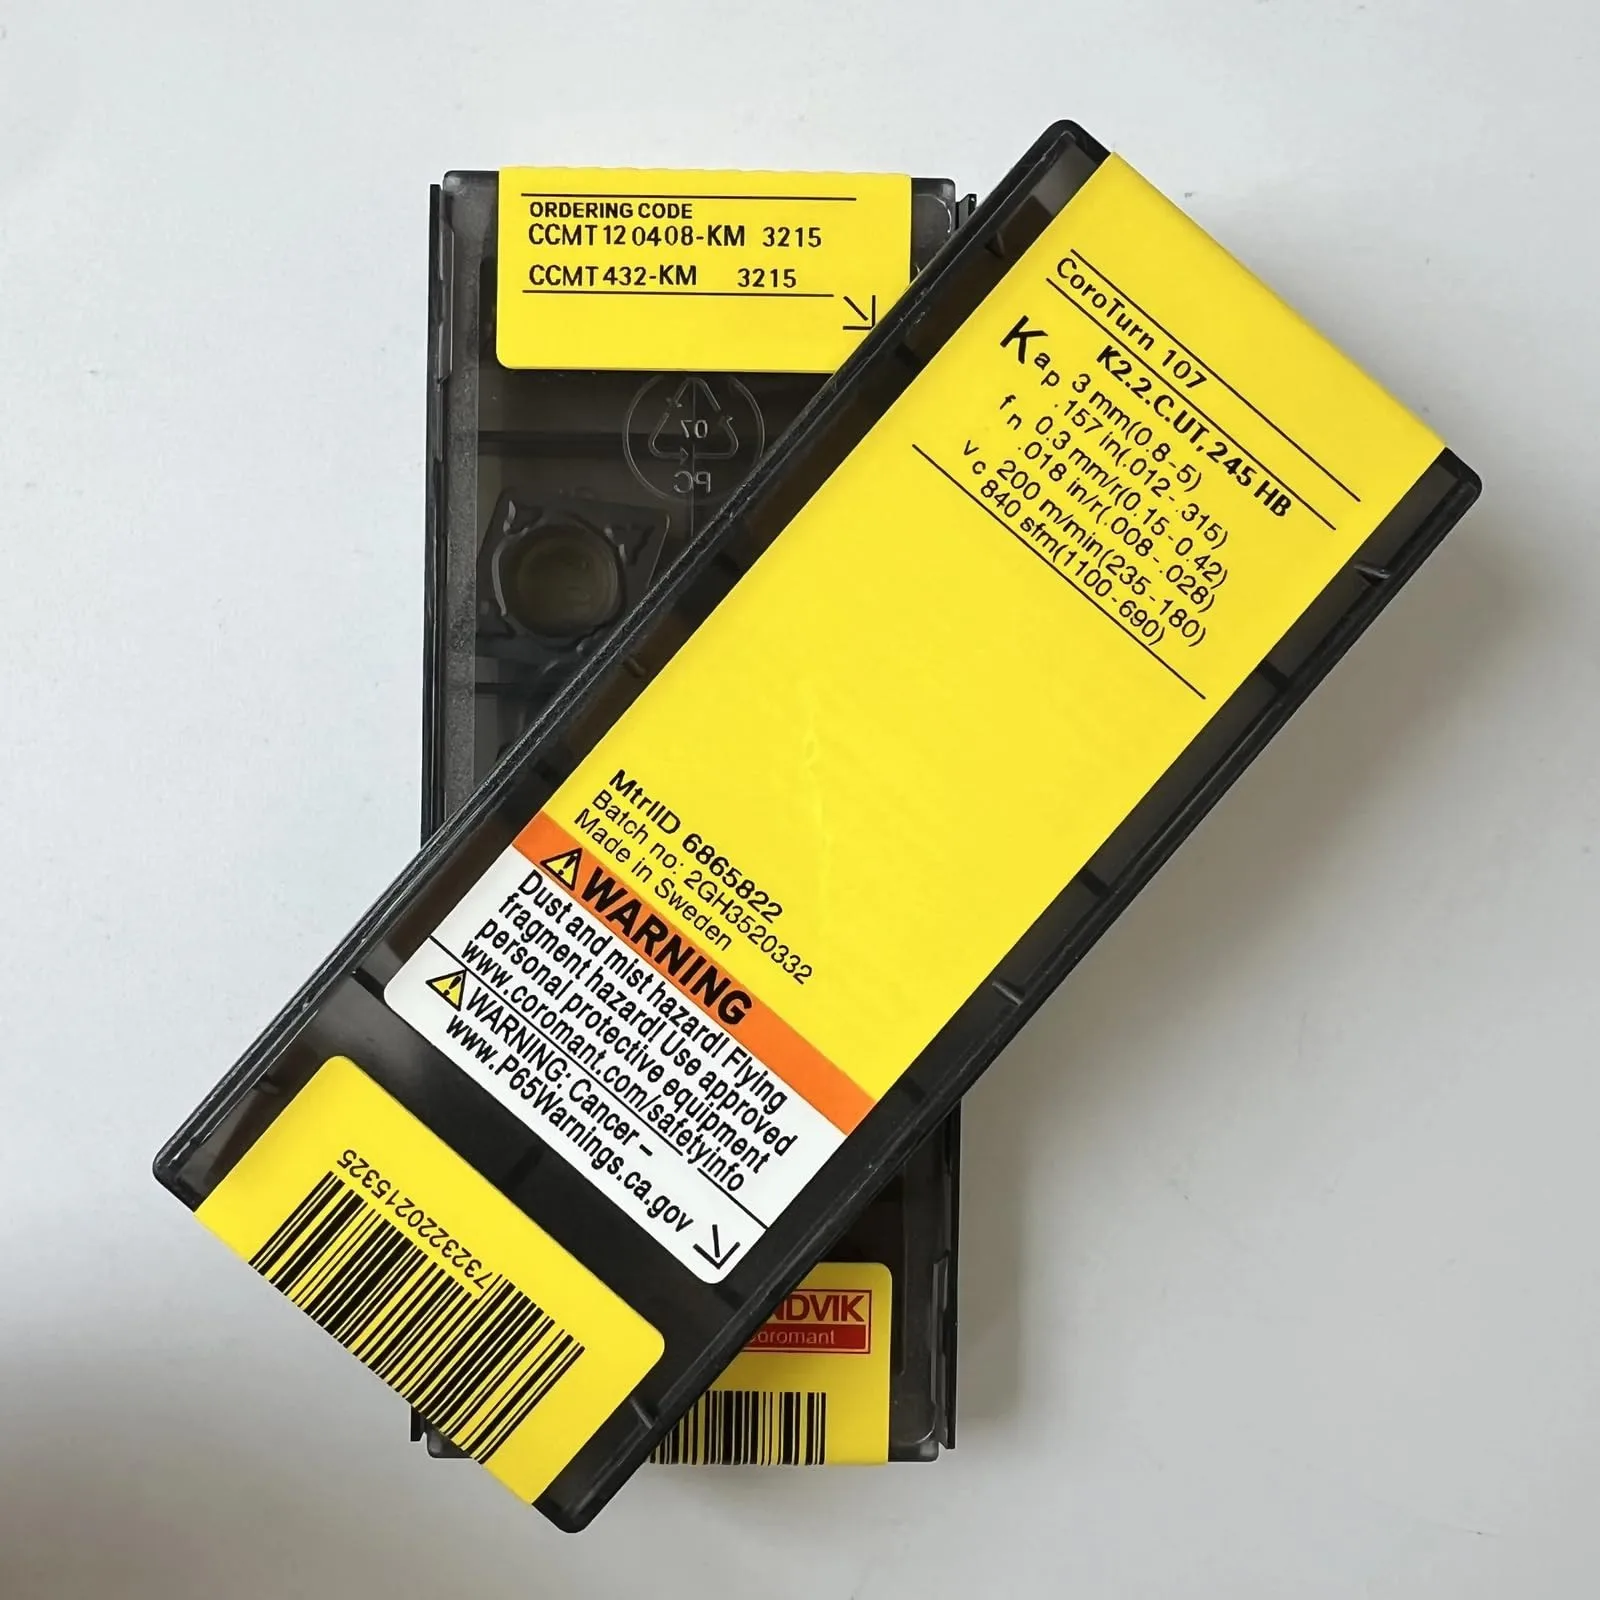 ORDERING CODE
CCMT 12 04 08-KM 3215
CCMT 432-KM 3215
07
PC
CoroTurn 107
K2.2.C.UT, 245 HB
K ap 3 mm(0.8-5)
.157 in(.012-.315)
fn 0.3 mm/r(0.15-0.42)
.018 in/r(.008-.028)
vc 200 m/min(235-180)
840 sfm(1100-690)
MtrlID 6865822
Batch no: 2GH3520332
Made in Sweden
WARNING
Dust and mist hazard! Flying
fragment hazard! Use approved
personal protective equipment
www.coromant.com/safetyinfo
WARNING: Cancer –
www.P65Warnings.ca.gov
7323220215325
NDVIK
oromant